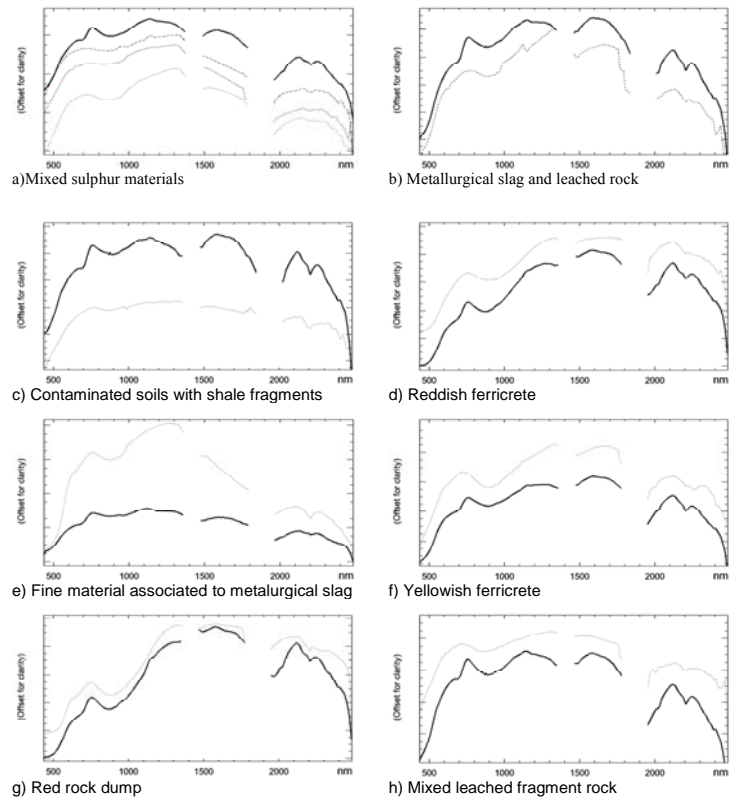 (Offset for clarity)
(Offset for clarity)
500 1000 1500 2000 nm
500 1000 1500 2000 nm
a)Mixed sulphur materials
b) Metallurgical slag and leached rock
(Offset for clarity)
(Offset for clarity)
500 1000 1500 2000 nm
500 1000 1500 2000 nm
c) Contaminated soils with shale fragments
d) Reddish ferricrete
(Offset for clarity)
(Offset for clarity)
500 1000 1500 2000 nm
500 1000 1500 2000 nm
e) Fine material associated to metalurgical slag
f) Yellowish ferricrete
(Offset for clarity)
(Offset for clarity)
500 1000 1500 2000 nm
500 1000 1500 2000 nm
g) Red rock dump
h) Mixed leached fragment rock